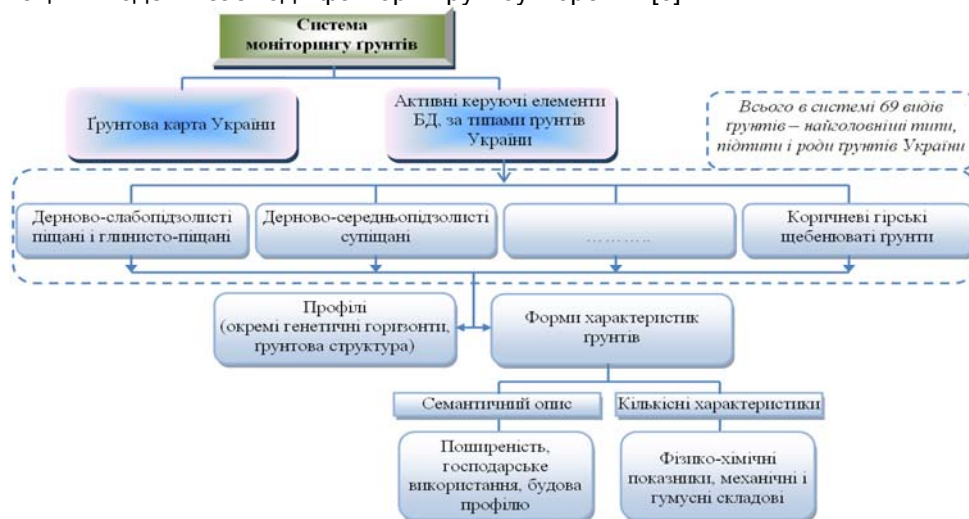 Система
моніторингу ґрунтів
Ґрунтова карта України
Активні керуючі елементи
БД, за типами ґрунтів
України
Всього в системі 69 видів
ґрунтів – найголовніші типи,
підтипи і роди ґрунтів України
Дерново-слабопідзолисті
піщані і глинисто-піщані
Дерново-середньопідзолисті
супіщані
………..
Коричневі гірські
щебенюваті ґрунти
Профілі
(окремі генетичні горизонти,
ґрунтова структура)
Форми характеристик
ґрунтів
Семантичний опис
Кількісні характеристики
Поширеність,
господарське
використання, будова
профілю
Фізико-хімічні
показники, механічні і
гумусні складові